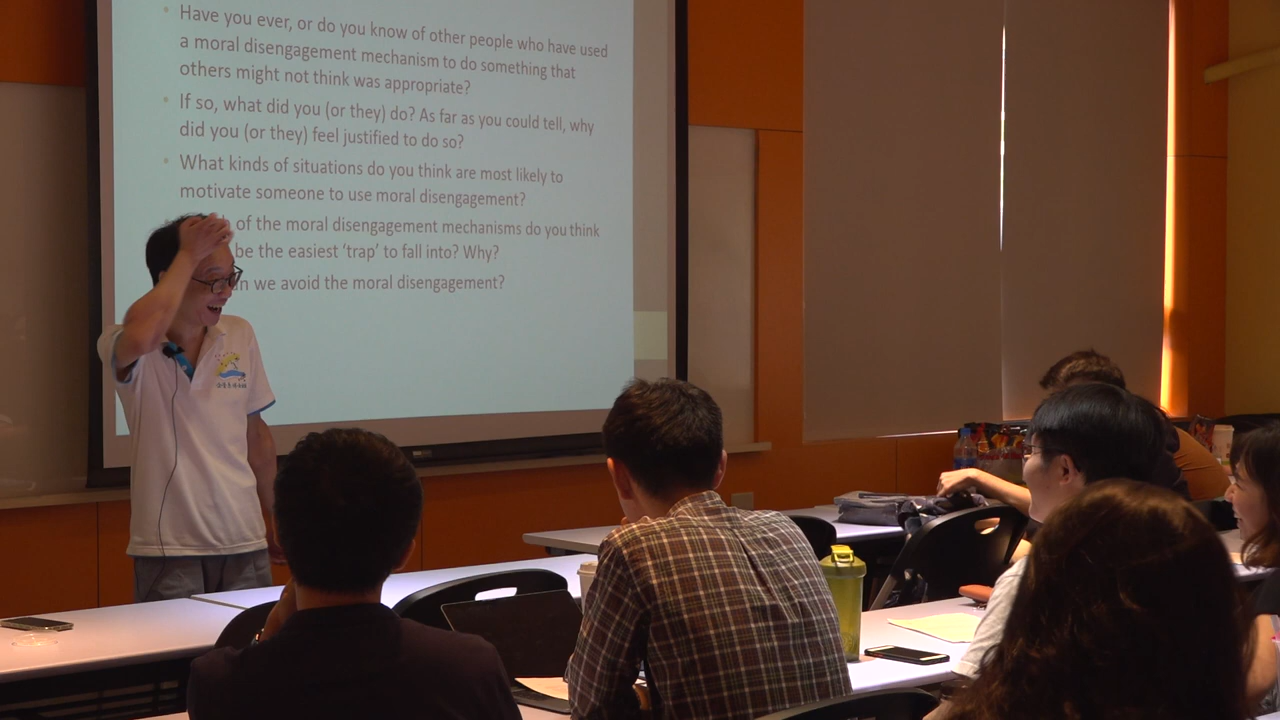 • Have you ever, or do you know of other people who have used
a moral disengagement mechanism to do something that
others might not think was appropriate?
• If so, what did you (or they) do? As far as you could tell, why
did you (or they) feel justified to do so?
• What kinds of situations do you think are most likely to
motivate someone to use moral disengagement?
of the moral disengagement mechanisms do you think
be the easiest ‘trap’ to fall into? Why?
we avoid the moral disengagement?